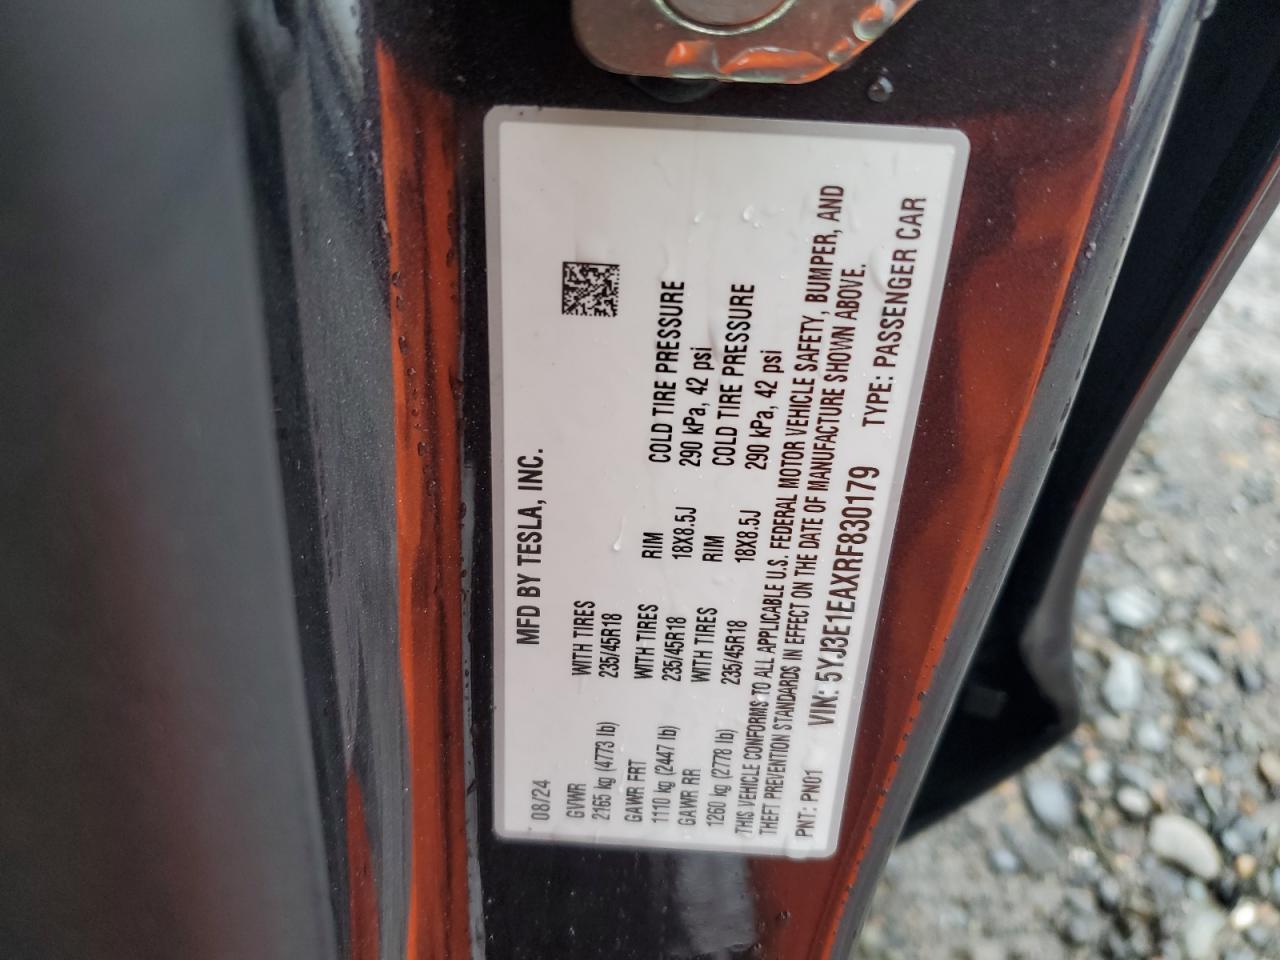 08/24 MFD BY TESLA, INC.
GVWR WITH TIRES
2165 kg (4773 lb) 235/45R18
GAWR FRT WITH TIRES RIM COLD TIRE PRESSURE
1110 kg (2447 lb) 235/45R18 18X8.5J 290 kPa, 42 psi
GAWR RR WITH TIRES RIM COLD TIRE PRESSURE
1260 kg (2778 lb) 235/45R18 18X8.5J 290 kPa, 42 psi
THIS VEHICLE CONFORMS TO ALL APPLICABLE U.S. FEDERAL MOTOR VEHICLE SAFETY, BUMPER, AND
THEFT PREVENTION STANDARDS IN EFFECT ON THE DATE OF MANUFACTURE SHOWN ABOVE.
PNT: PN01 VIN: 5YJ3E1EAXRF830179 TYPE: PASSENGER CAR